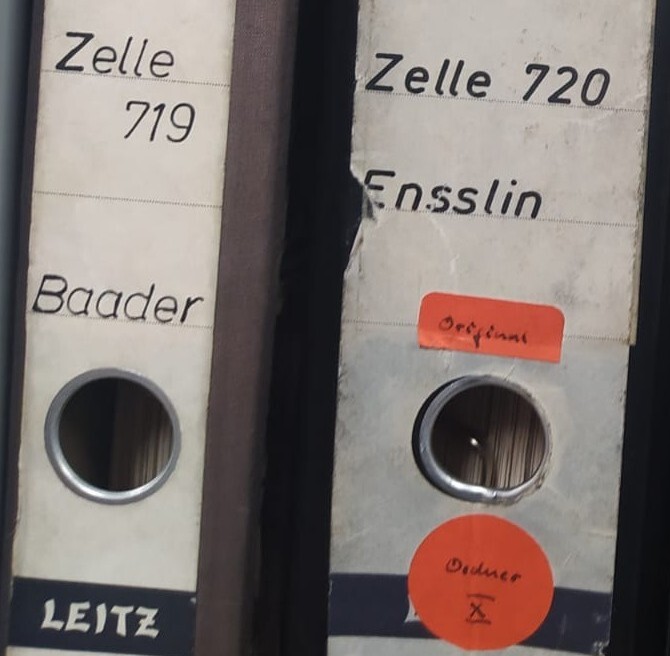 Zelle
719
Baader
LEITZ
Zelle 720
Ensslin
Original
Ordner
X